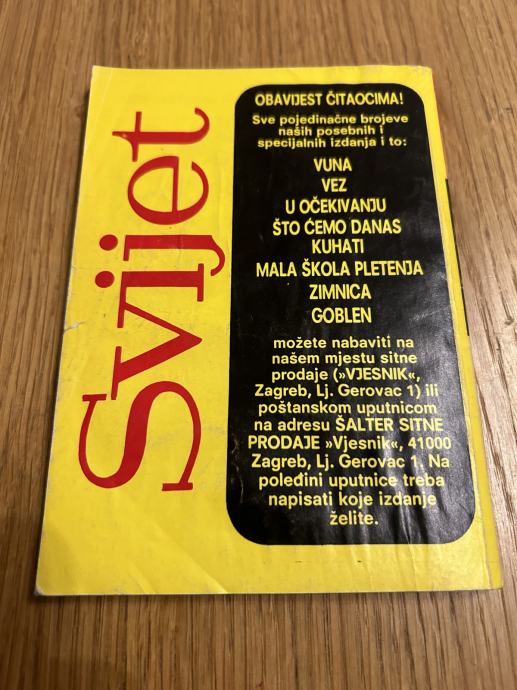 Svijet
OBAVIJEST ČITAOCIMA!
Sve pojedinačne brojeve
naših posebnih i
specijalnih izdanja i to:
VUNA
VEZ
U OČEKIVANJU
ŠTO ĆEMO DANAS
KUHATI
MALA ŠKOLA PLETENJA
ZIMNICA
GOBLEN
možete nabaviti na
našem mjestu sitne
prodaje (»VJESNIK«,
Zagreb, Lj. Gerovac 1) ili
poštanskom uputnicom
na adresu ŠALTER SITNE
PRODAJE »Vjesnik«, 41000
Zagreb, Lj. Gerovac 1. Na
poleđini uputnice treba
napisati koje izdanje
želite.